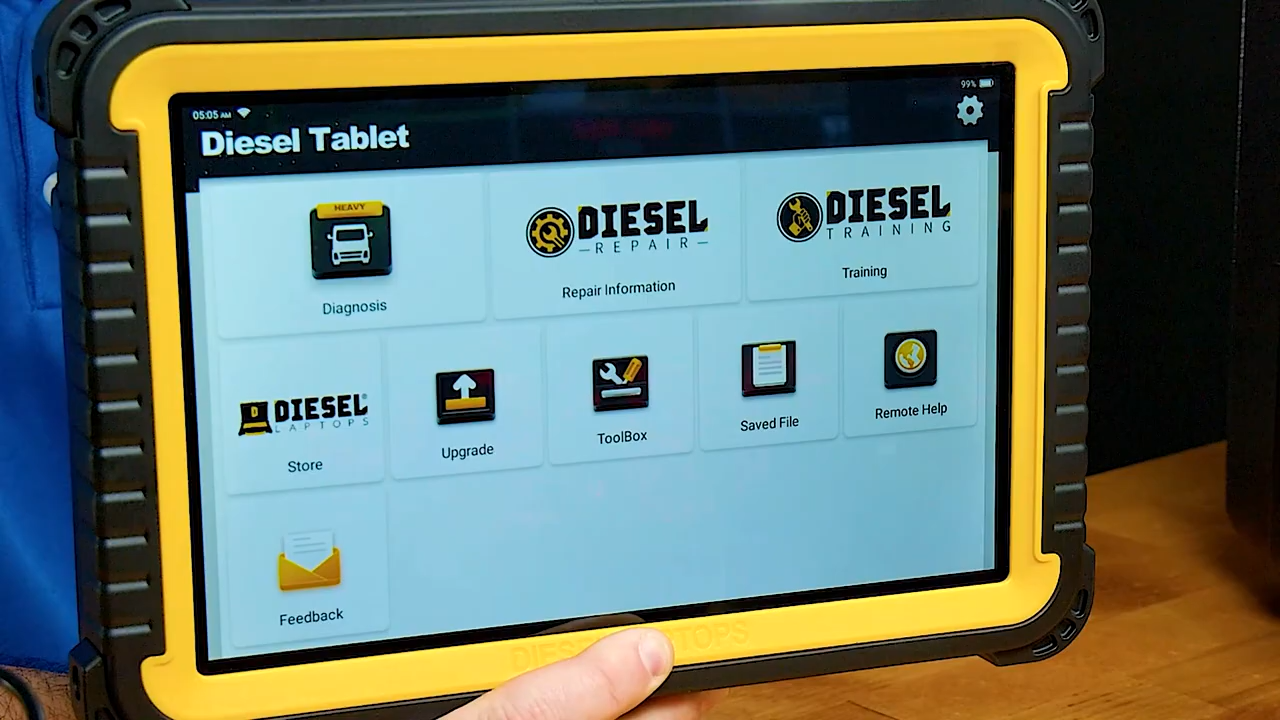 05:05 AM
99%
Diesel Tablet
HEAVY
Diagnosis
DIESEL
REPAIR
Repair Information
DIESEL
TRAINING
Training
D
DIESEL®
LAPTOPS
Store
Upgrade
ToolBox
Saved File
Remote Help
Feedback